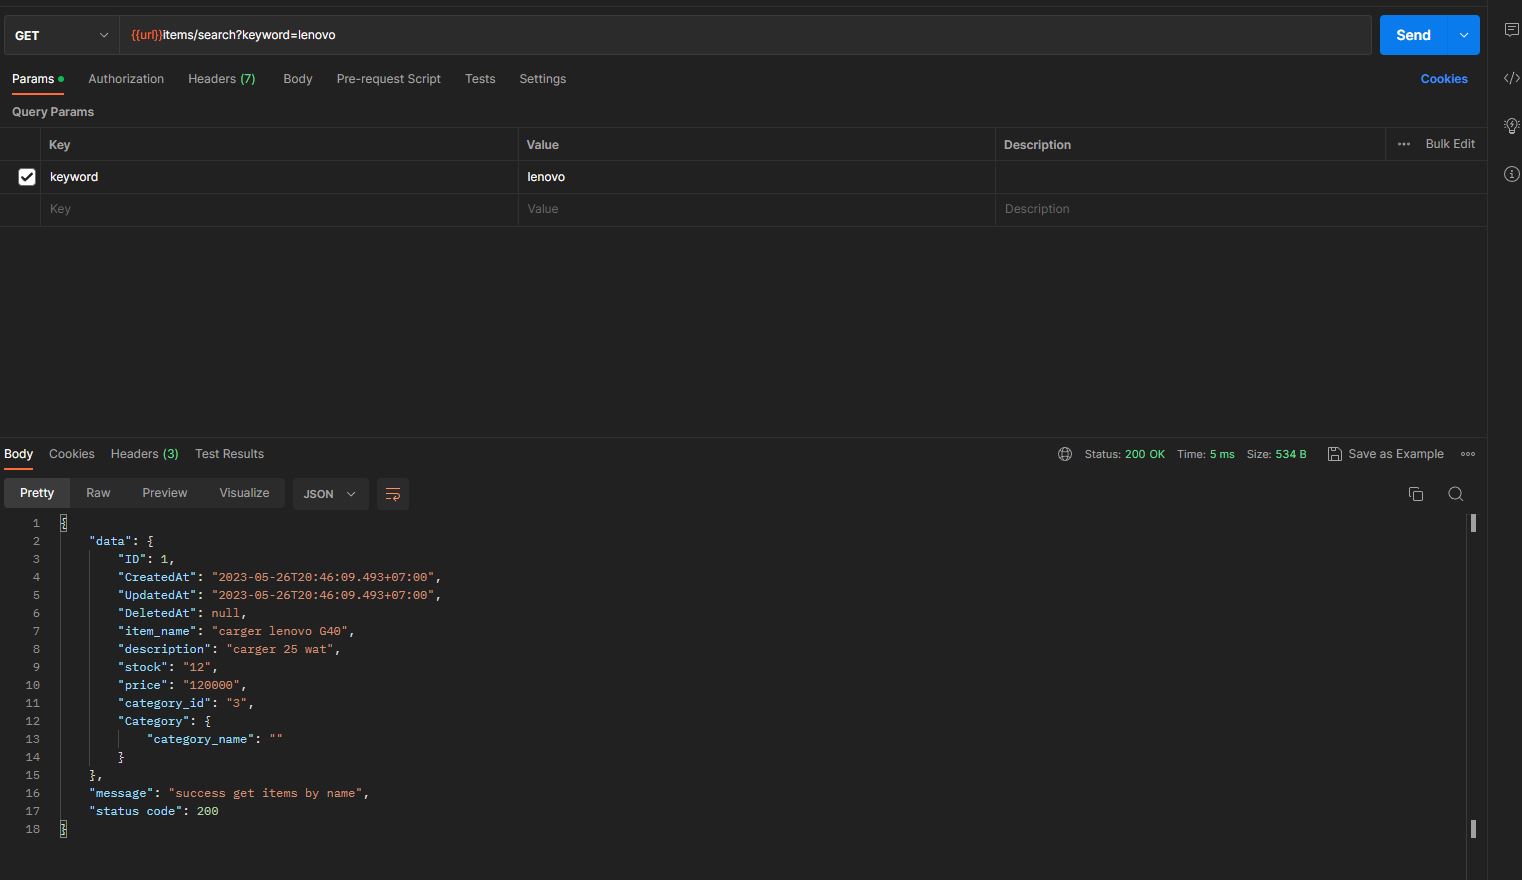 GET {{url}}items/search?keyword=lenovo Send
Params Authorization Headers (7) Body Pre-request Script Tests Settings Cookies
Query Params
Key Value Description Bulk Edit
keyword lenovo
Key Value Description
Body Cookies Headers (3) Test Results Status: 200 OK Time: 5 ms Size: 534 B Save as Example
Pretty Raw Preview Visualize JSON
1 {
2 "data": {
3 "ID": 1,
4 "CreatedAt": "2023-05-26T20:46:09.493+07:00",
5 "UpdatedAt": "2023-05-26T20:46:09.493+07:00",
6 "DeletedAt": null,
7 "item_name": "carger lenovo G40",
8 "description": "carger 25 wat",
9 "stock": "12",
10 "price": "120000",
11 "category_id": "3",
12 "Category": {
13 "category_name": ""
14 }
15 },
16 "message": "success get items by name",
17 "status code": 200
18 }